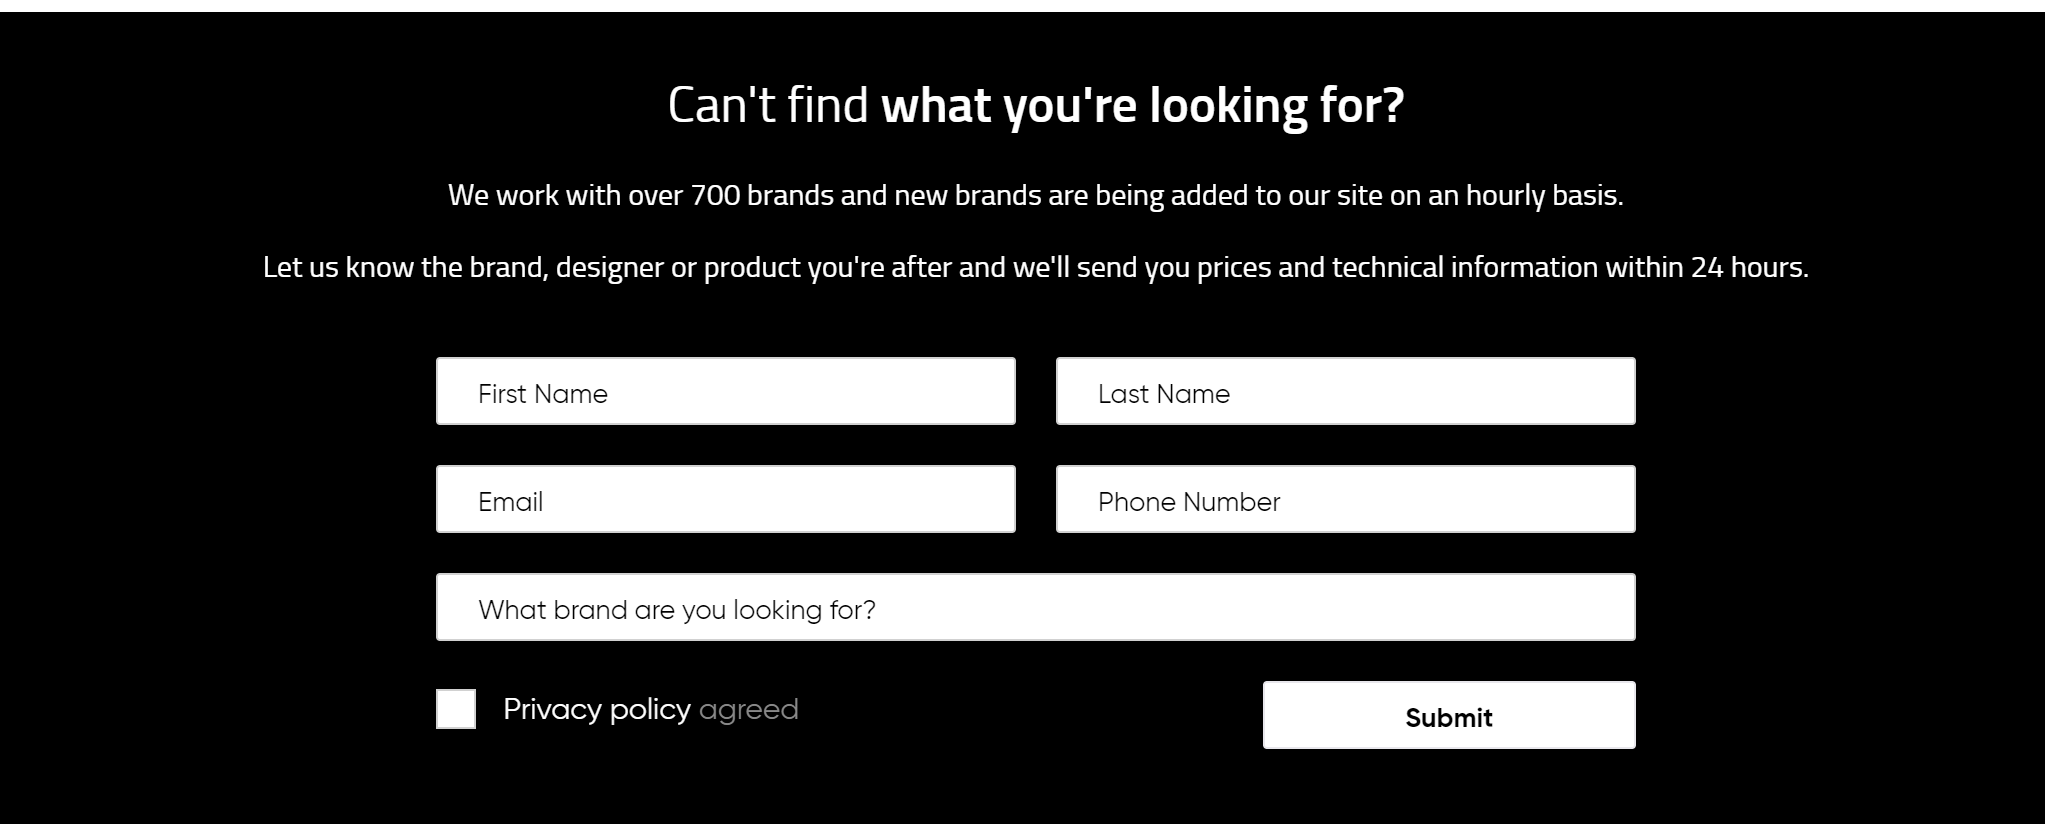 Can't find what you're looking for?
We work with over 700 brands and new brands are being added to our site on an hourly basis.
Let us know the brand, designer or product you're after and we'll send you prices and technical information within 24 hours.
First Name
Last Name
Email
Phone Number
What brand are you looking for?
Privacy policy agreed
Submit